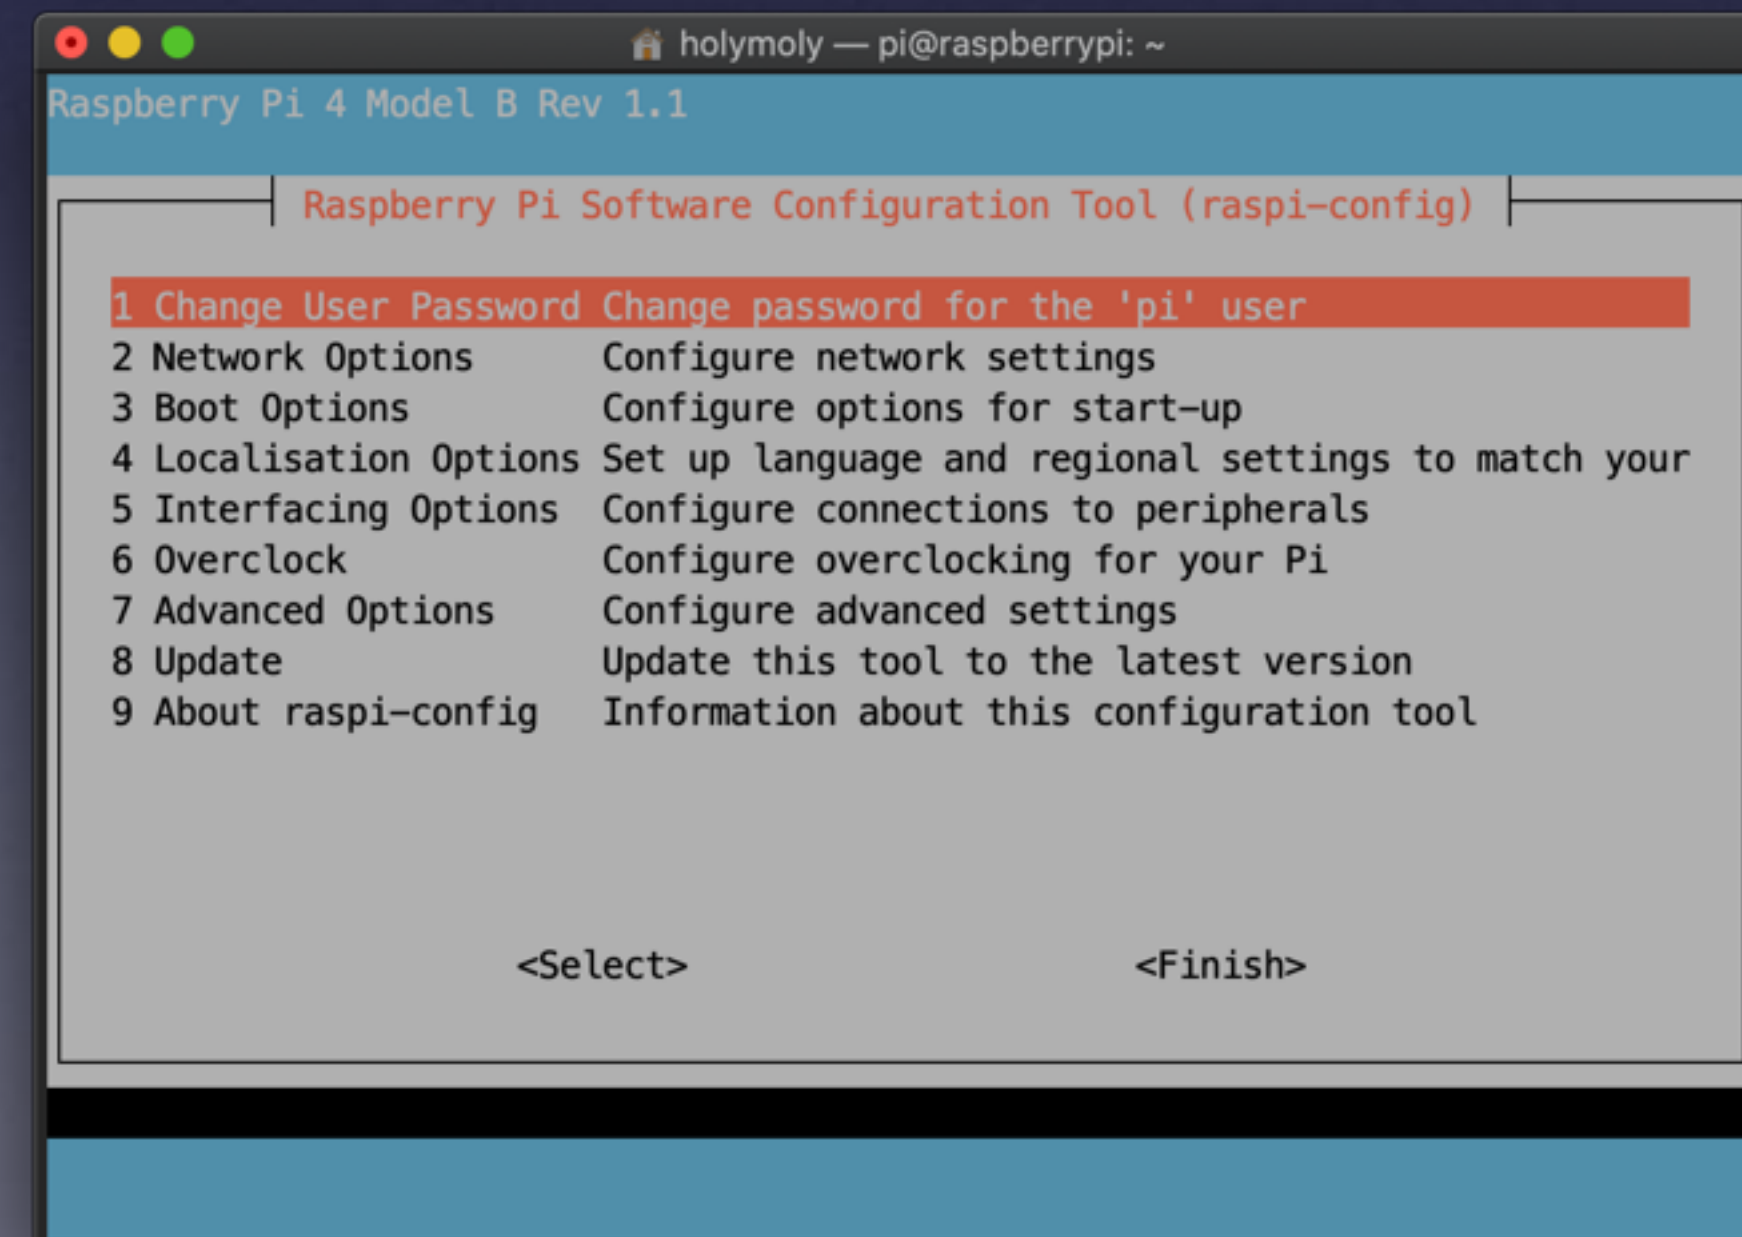 holymoly — pi@raspberrypi: ~
Raspberry Pi 4 Model B Rev 1.1
Raspberry Pi Software Configuration Tool (raspi-config)
1 Change User Password Change password for the 'pi' user
2 Network Options Configure network settings
3 Boot Options Configure options for start-up
4 Localisation Options Set up language and regional settings to match your
5 Interfacing Options Configure connections to peripherals
6 Overclock Configure overclocking for your Pi
7 Advanced Options Configure advanced settings
8 Update Update this tool to the latest version
9 About raspi-config Information about this configuration tool
<Select> <Finish>